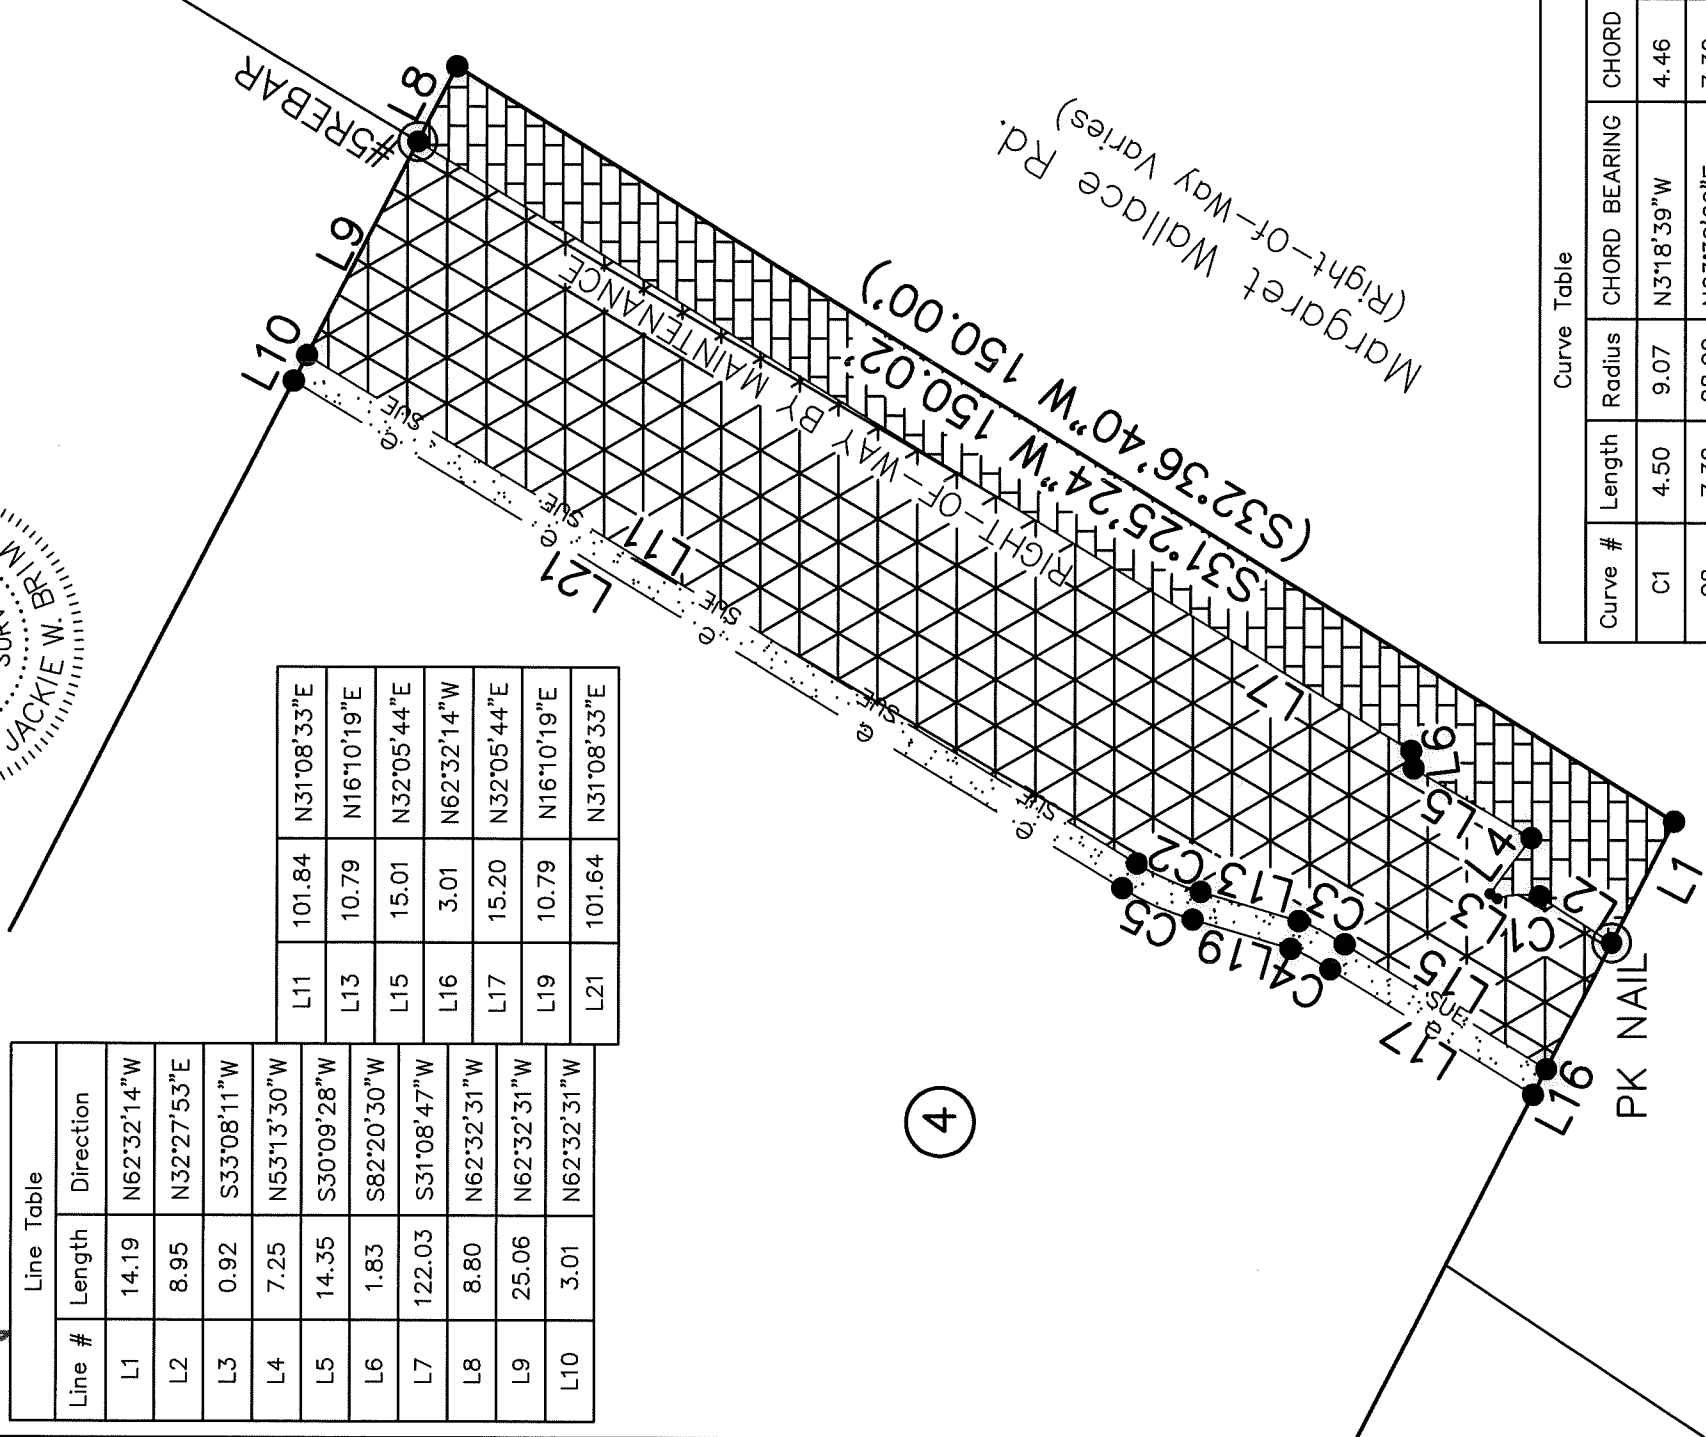 JACKIE W. BRIM
#5REBAR
L8
L9
L10
RIGHT-OF-WAY BY MAINTENANCE
S31°25'24"W 150.02'
(S32°36'40"W 150.00')
Margaret Wallace Rd.
(Right-Of-Way Varies)
SUE
e
SUE
e
SUE
e
SUE
e
SUE
e
SUE
e
L21
L11
L7
L6
L5
L4
L3
C1
L2
L1
C2
L13
C3
L15
C5
L19
C4
L17
L16
PK NAIL
4
Line Table
Line # Length Direction
L1 14.19 N62°32'14"W
L2 8.95 N32°27'53"E
L3 0.92 S33°08'11"W
L4 7.25 N53°13'30"W
L5 14.35 S30°09'28"W
L6 1.83 S82°20'30"W
L7 122.03 S31°08'47"W
L8 8.80 N62°32'31"W
L9 25.06 N62°32'31"W
L10 3.01 N62°32'31"W
L11 101.84 N31°08'33"E
L13 10.79 N16°10'19"E
L15 15.01 N32°05'44"E
L16 3.01 N62°32'14"W
L17 15.20 N32°05'44"E
L19 10.79 N16°10'19"E
L21 101.64 N31°08'33"E
Curve Table
Curve # Length Radius CHORD BEARING CHORD
C1 4.50 9.07 N3°18'39"W 4.46